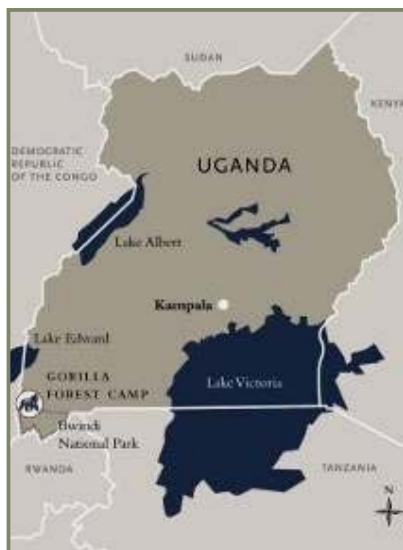 SUDAN
KENYA
DEMOCRATIC
REPUBLIC
OF THE CONGO
UGANDA
Lake Albert
Kampala
Lake Edward
GORILLA
FOREST CAMP
Lake Victoria
Bwindi
National Park
RWANDA
TANZANIA
N